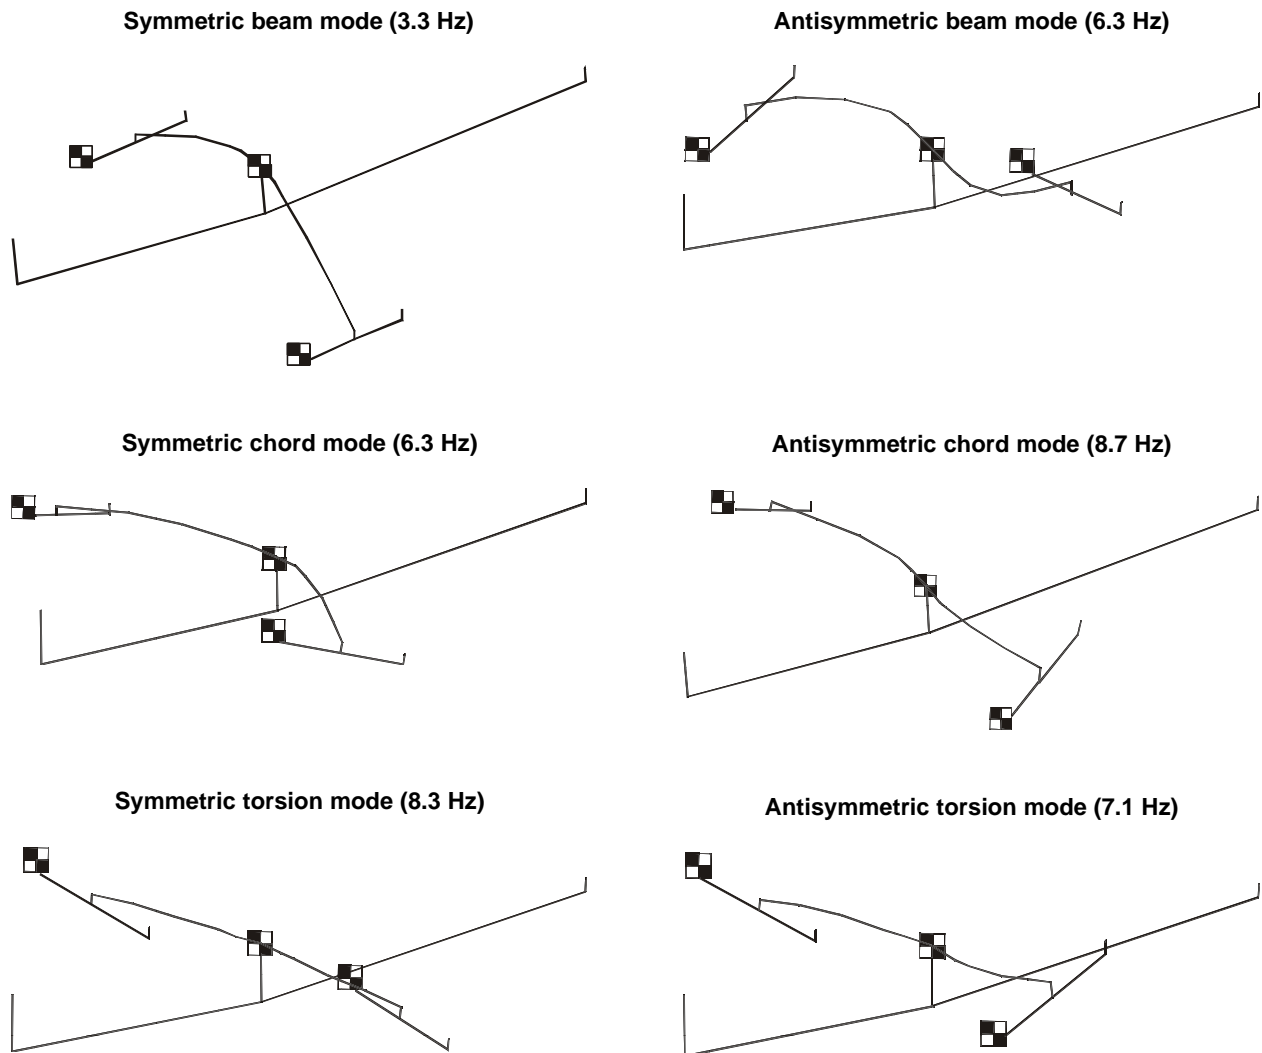 Symmetric beam mode (3.3 Hz)
Antisymmetric beam mode (6.3 Hz)
Symmetric chord mode (6.3 Hz)
Antisymmetric chord mode (8.7 Hz)
Symmetric torsion mode (8.3 Hz)
Antisymmetric torsion mode (7.1 Hz)